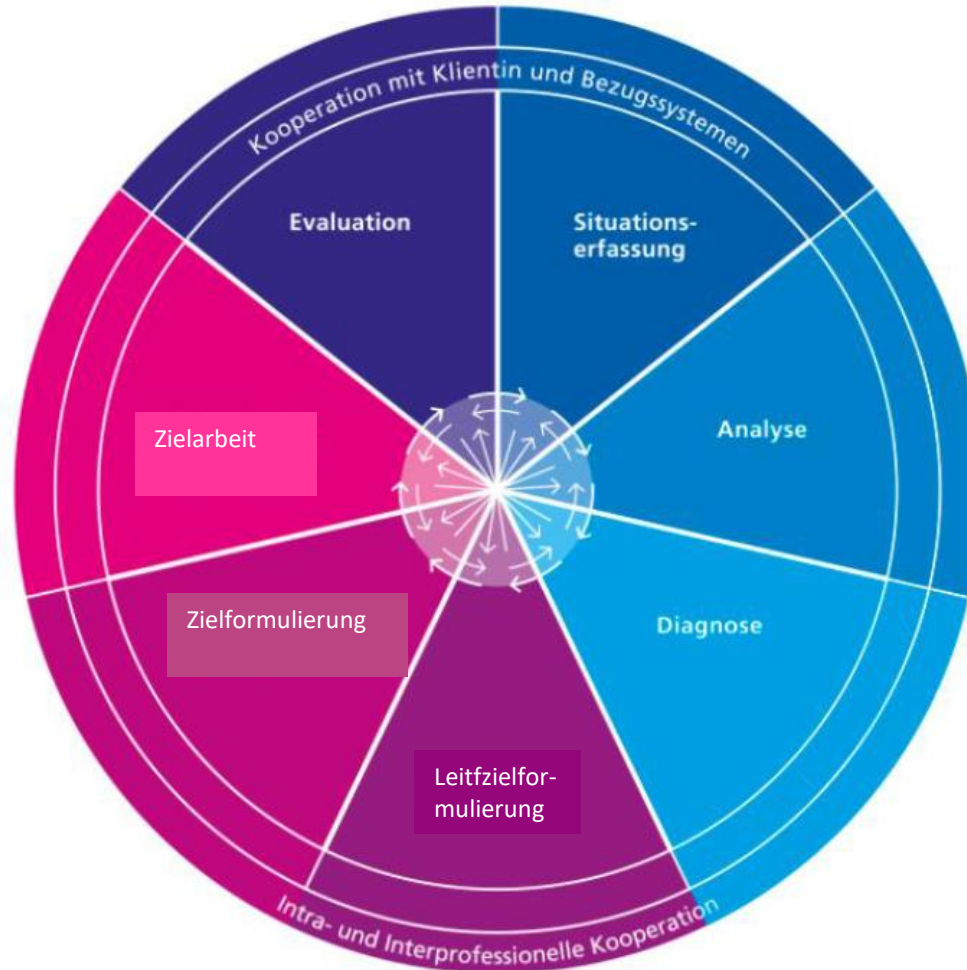 Kooperation mit Klientin und Bezugssystemen
Evaluation
Situations-
erfassung
Analyse
Diagnose
Leitfzielfor-
mulierung
Zielformulierung
Zielarbeit
Intra- und Interprofessionelle Kooperation